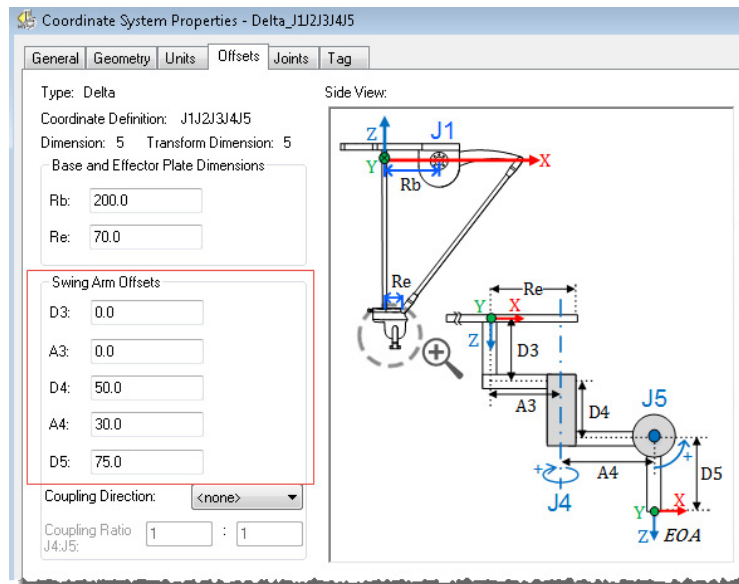 Coordinate System Properties - Delta_J1J2J3J4J5
General Geometry Units Offsets Joints Tag
Type: Delta
Coordinate Definition: J1J2J3J4J5
Dimension: 5 Transform Dimension: 5
Base and Effector Plate Dimensions
Rb: 200.0
Re: 70.0
Swing Arm Offsets
D3: 0.0
A3: 0.0
D4: 50.0
A4: 30.0
D5: 75.0
Coupling Direction: <none>
Coupling Ratio J4:J5: 1 : 1
Side View:
Z J1
Y X
Rb
Re
Re
Y X
Z D3
A3 D4 J5
+ A4 + D5
J4
Y X
Z EOA